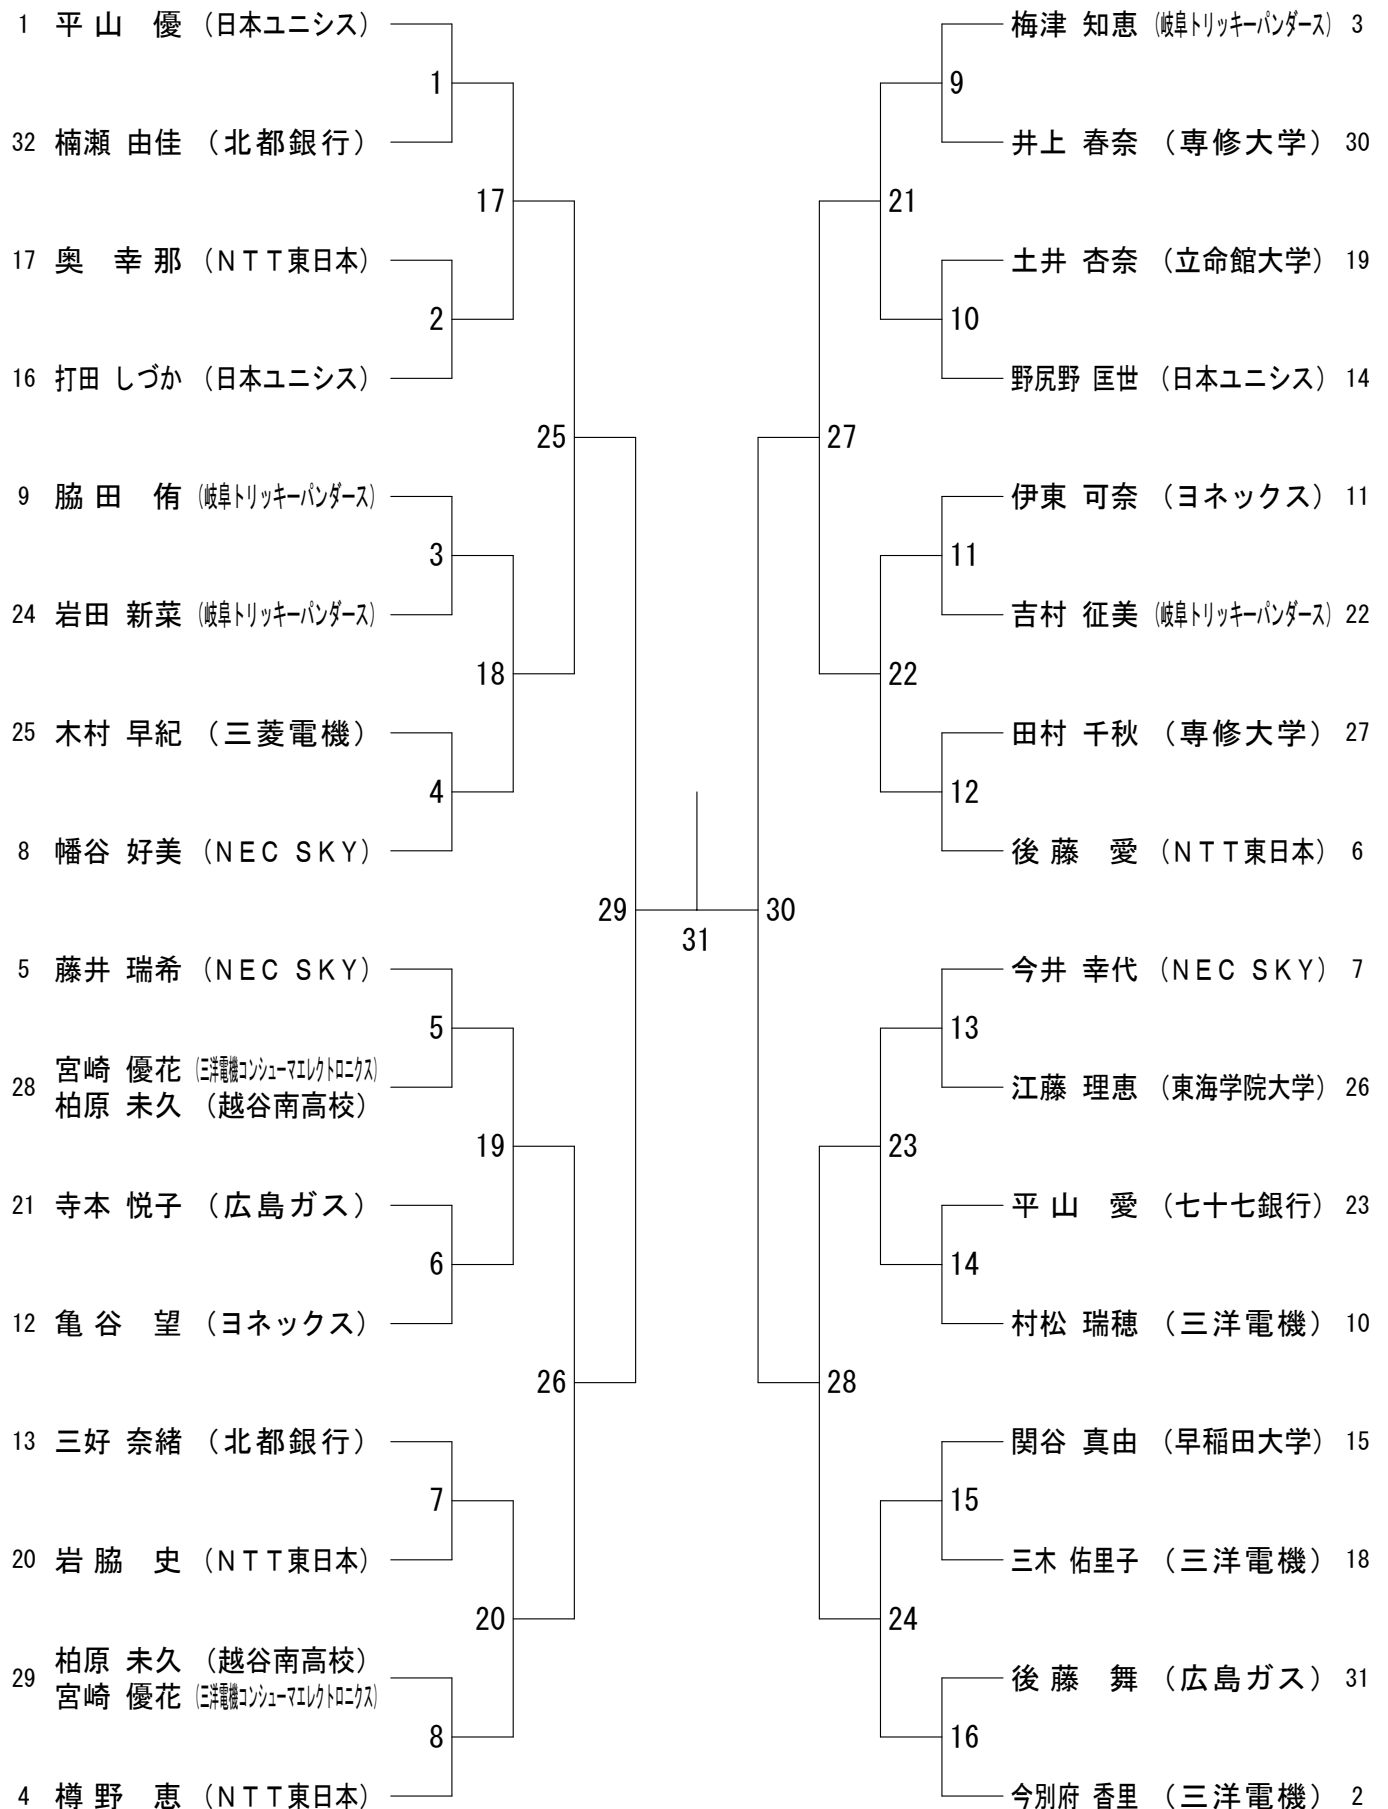 1 平山 優 (日本ユニシス)
1
32 楠瀬 由佳 (北都銀行)
17
17 奥 幸那 (NTT東日本)
2
16 打田 しづか (日本ユニシス)
25
9 脇田 侑 (岐阜トリッキーパンダース)
3
24 岩田 新菜 (岐阜トリッキーパンダース)
18
25 木村 早紀 (三菱電機)
4
8 幡谷 好美 (NEC SKY)
29
5 藤井 瑞希 (NEC SKY)
5
28 宮崎 優花 (三洋電機コンシューマエレクトロニクス)
柏原 未久 (越谷南高校)
19
21 寺本 悦子 (広島ガス)
6
12 亀谷 望 (ヨネックス)
26
13 三好 奈緒 (北都銀行)
7
20 岩脇 史 (NTT東日本)
20
29 柏原 未久 (越谷南高校)
宮崎 優花 (三洋電機コンシューマエレクトロニクス)
8
4 樽野 恵 (NTT東日本)
31
梅津 知恵 (岐阜トリッキーパンダース) 3
9
井上 春奈 (専修大学) 30
21
土井 杏奈 (立命館大学) 19
10
野尻野 匡世 (日本ユニシス) 14
27
伊東 可奈 (ヨネックス) 11
11
吉村 征美 (岐阜トリッキーパンダース) 22
22
田村 千秋 (専修大学) 27
12
後藤 愛 (NTT東日本) 6
30
今井 幸代 (NEC SKY) 7
13
江藤 理恵 (東海学院大学) 26
23
平山 愛 (七十七銀行) 23
14
村松 瑞穂 (三洋電機) 10
28
関谷 真由 (早稲田大学) 15
15
三木 佑里子 (三洋電機) 18
24
後藤 舞 (広島ガス) 31
16
今別府 香里 (三洋電機) 2